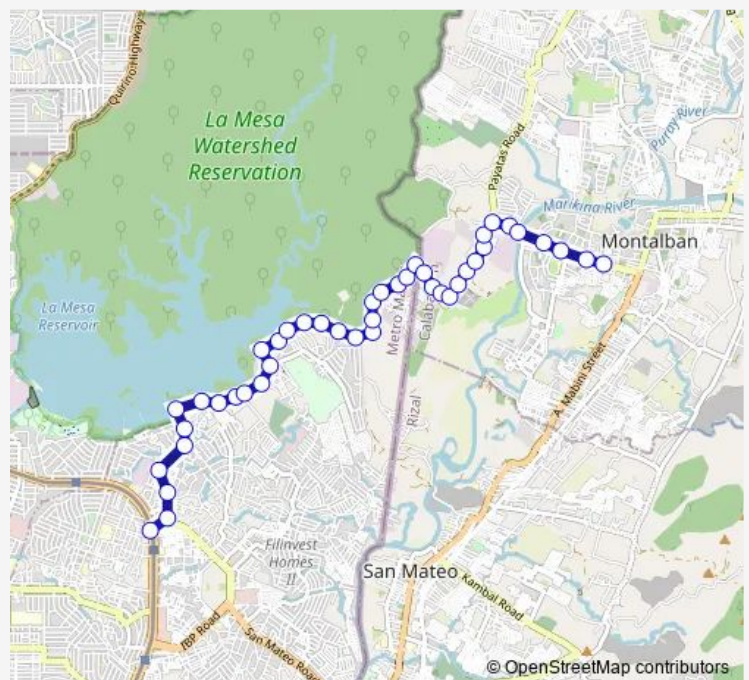 Quirino Highway
La Mesa
Watershed
Reservation
Payatas Road
Puray River
Marikina River
Montalban
La Mesa
Reservoir
Metro M
Calaba
Rizal
A. Mabini Street
Filinvest
Homes
II
San Mateo
Kambal Road
IBP Road
San Mateo Road
© OpenStreetMap contributors